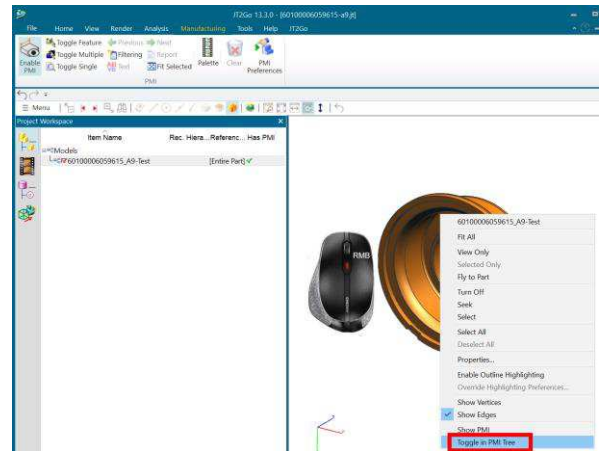 JT2Go 13.3.0 - [60100006059615-a9.jt]
File Home View Render Analysis Manufacturing Tools Help JT2Go
Enable PMI
Toggle Feature Previous Next
Toggle Multiple Filtering Report
Toggle Single Text Fit Selected
Palette Clear PMI Preferences
PMI
Menu
Project Workspace
Item Name Rec. Hiera... Referenc... Has PMI
Models
60100006059615_A9-Test [Entire Part]
RMB
60100006059615_A9-Test
Fit All
View Only
Selected Only
Fly to Part
Turn Off
Seek
Select
Select All
Deselect All
Properties...
Enable Outline Highlighting
Override Highlighting Preferences...
Show Vertices
Show Edges
Show PMI
Toggle in PMI Tree